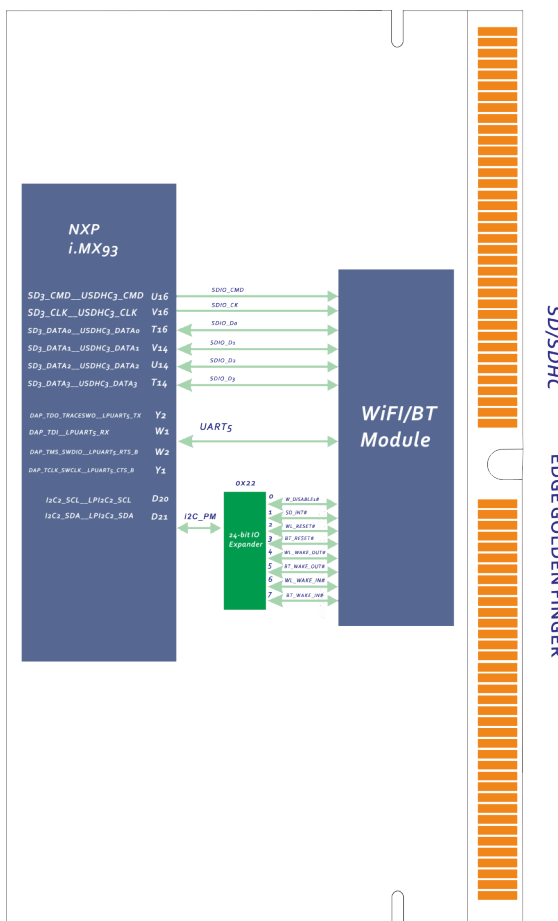 NXP
i.MX93
SD3_CMD__USDHC3_CMD U16 SDIO_CMD
SD3_CLK__USDHC3_CLK V16 SDIO_CK
SD3_DATA0__USDHC3_DATA0 T16 SDIO_D0
SD3_DATA1__USDHC3_DATA1 V14 SDIO_D1
SD3_DATA2__USDHC3_DATA2 U14 SDIO_D2
SD3_DATA3__USDHC3_DATA3 T14 SDIO_D3
DAP_TDO_TRACESWO__LPUART5_TX Y2
DAP_TDI__LPUART5_RX W1
UART5
DAP_TMS_SWDIO__LPUART5_RTS_B W2
DAP_TCLK_SWCLK__LPUART5_CTS_B Y1
I2C2_SCL__LPI2C2_SCL D20
I2C2_SDA__LPI2C2_SDA D21
i2C_PM
0X22
24-bit IO
Expander
0 W_DISABLEL#
1 SD_INT#
2 WL_RESET#
3 BT_RESET#
4 WL_WAKE_OUT#
5 BT_WAKE_OUT#
6 WL_WAKE_IN#
7 BT_WAKE_IN#
WiFI/BT
Module
SD/SDHC
EDGE GOLDEN FINGER